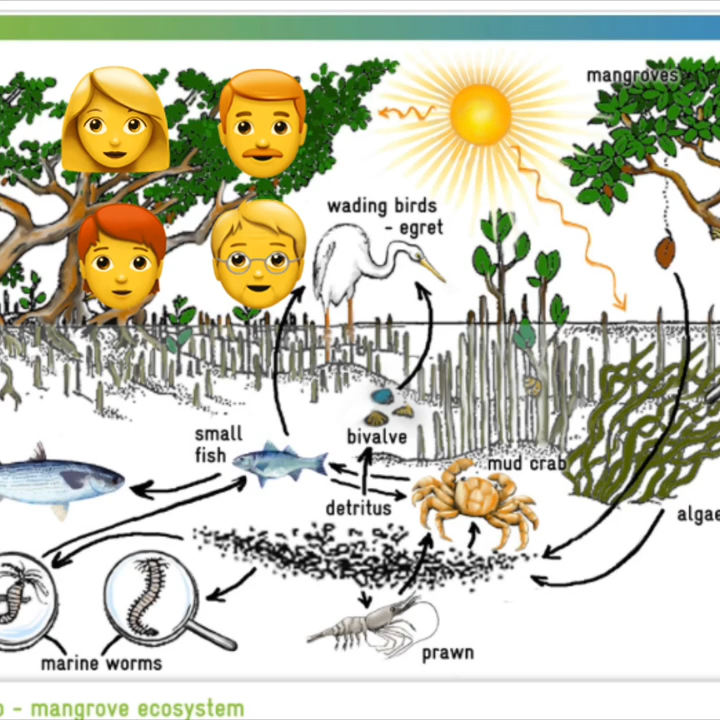 mangroves
wading birds
- egret
small
fish
bivalve
mud crab
detritus
algae
prawn
marine worms
- mangrove ecosystem